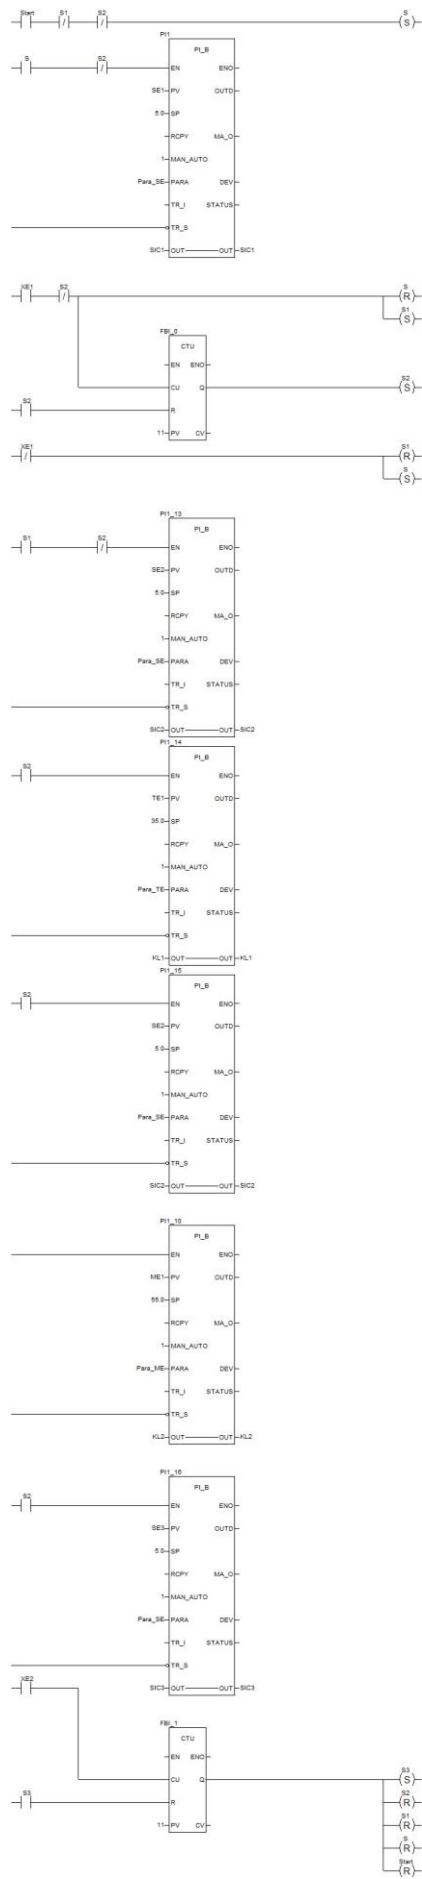 Start S1 S2 S
S
PI1
PI_B
S S2
EN ENO
SE1 PV OUTD
5.0 SP
RCPY MA_O
1 MAN_AUTO
Para_SE PARA DEV
TR_I STATUS
TR_S
SIC1 OUT OUT SIC1
XE1 S2 S
R
S1
S
FBI_0
CTU
EN ENO
S2
CU Q S
S2
R
11 PV CV
XE1 S1
R
S
S
PI1_13
PI_B
S1 S2
EN ENO
SE2 PV OUTD
5.0 SP
RCPY MA_O
1 MAN_AUTO
Para_SE PARA DEV
TR_I STATUS
TR_S
SIC2 OUT OUT SIC2
PI1_14
PI_B
S2
EN ENO
TE1 PV OUTD
35.0 SP
RCPY MA_O
1 MAN_AUTO
Para_TE PARA DEV
TR_I STATUS
TR_S
KL1 OUT OUT KL1
PI1_15
PI_B
S2
EN ENO
SE2 PV OUTD
5.0 SP
RCPY MA_O
1 MAN_AUTO
Para_SE PARA DEV
TR_I STATUS
TR_S
SIC2 OUT OUT SIC2
PI1_10
PI_B
EN ENO
ME1 PV OUTD
55.0 SP
RCPY MA_O
1 MAN_AUTO
Para_ME PARA DEV
TR_I STATUS
TR_S
KL2 OUT OUT KL2
PI1_16
PI_B
S2
EN ENO
SE3 PV OUTD
5.0 SP
RCPY MA_O
1 MAN_AUTO
Para_SE PARA DEV
TR_I STATUS
TR_S
XE2
SIC3 OUT OUT SIC3
FBI_1
CTU
EN ENO
S3
CU Q S
S3 S2
R R
S1
11 PV CV R
S
R
Start
R